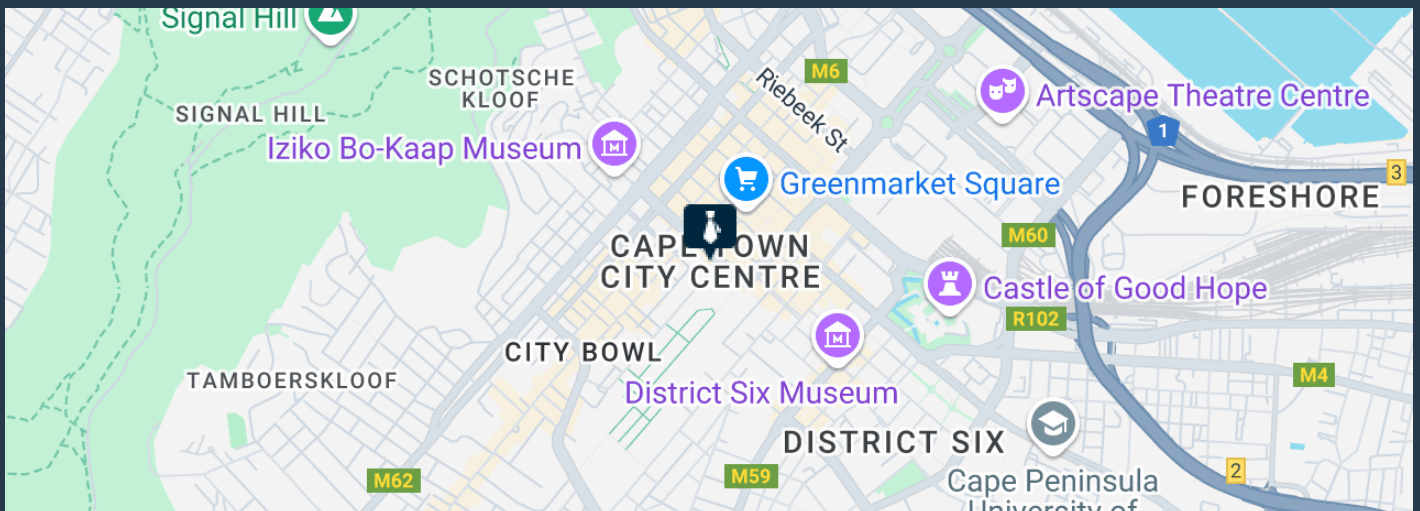 Signal Hill
SCHOTSCHE
KLOOF
M6
Riebeek St
Artscape Theatre Centre
SIGNAL HILL
1
Iziko Bo-Kaap Museum
M
Greenmarket Square
3
FORESHORE
M60
CAPE TOWN
CITY CENTRE
Castle of Good Hope
R102
M
CITY BOWL
TAMBOERSKLOOF
M4
District Six Museum
DISTRICT SIX
M62
M59
2
Cape Peninsula
University of